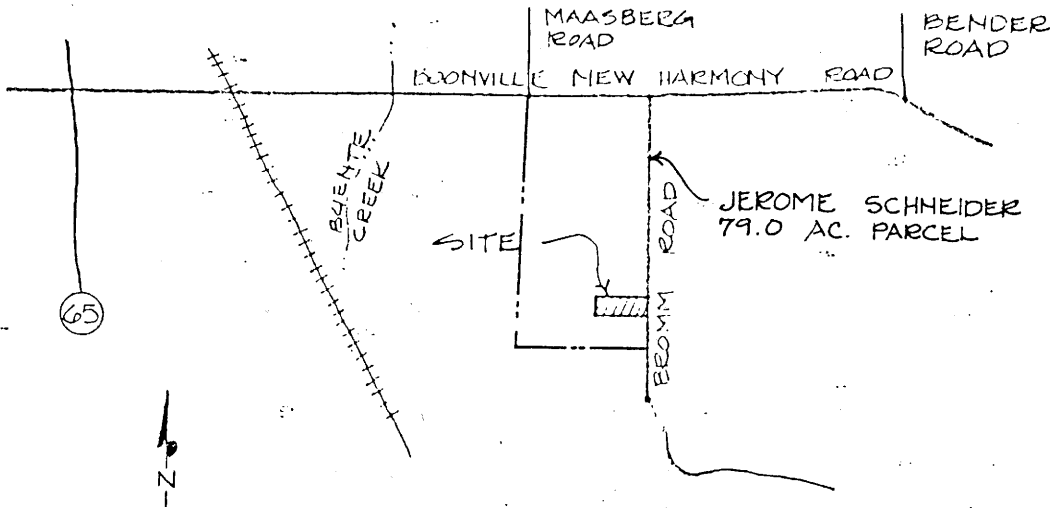 MAASBERG
ROAD
BENDER
ROAD
BOONVILLE NEW HARMONY ROAD
BUENTE
CREEK
JEROME SCHNEIDER
79.0 AC. PARCEL
SITE
BROMM ROAD
65
N